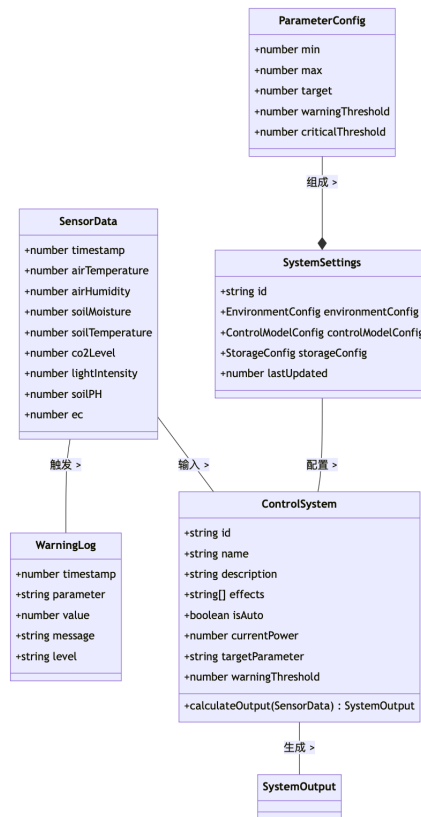 ParameterConfig
+number min
+number max
+number target
+number warningThreshold
+number criticalThreshold
组成 >
SensorData
+number timestamp
+number airTemperature
+number airHumidity
+number soilMoisture
+number soilTemperature
+number co2Level
+number lightIntensity
+number soilPH
+number ec
SystemSettings
+string id
+EnvironmentConfig environmentConfig
+ControlModelConfig controlModelConfig
+StorageConfig storageConfig
+number lastUpdated
触发 >
输入 >
配置 >
WarningLog
+number timestamp
+string parameter
+number value
+string message
+string level
ControlSystem
+string id
+string name
+string description
+string[] effects
+boolean isAuto
+number currentPower
+string targetParameter
+number warningThreshold
+calculateOutput(SensorData) : SystemOutput
生成 >
SystemOutput